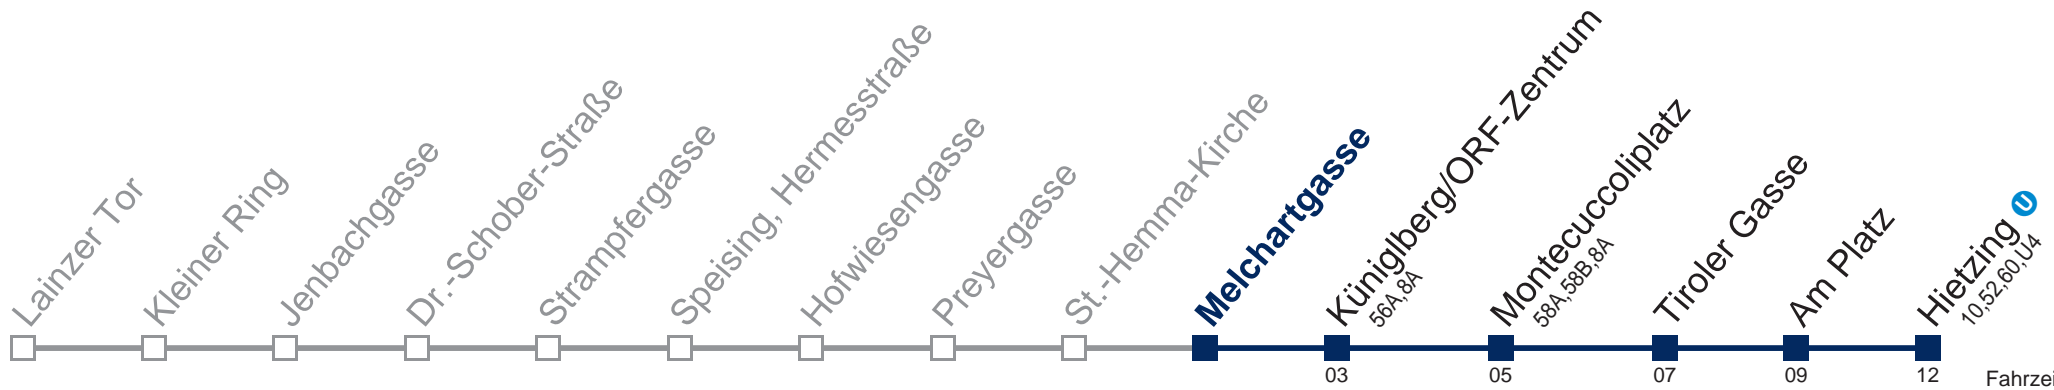 Lainzer Tor
Kleiner Ring
Jenbachgasse
Dr.-Schober-Straße
Strampfergasse
Speising, Hermesstraße
Hofwiesengasse
Preyergasse
St.-Hemma-Kirche
Melchartgasse
Küniglberg/ORF-Zentrum
56A,8A
Montecuccoliplatz
58A,58B,8A
Tiroler Gasse
Am Platz
Hietzing U
10,52,60,U4
03 05 07 09 12 Fahrzei